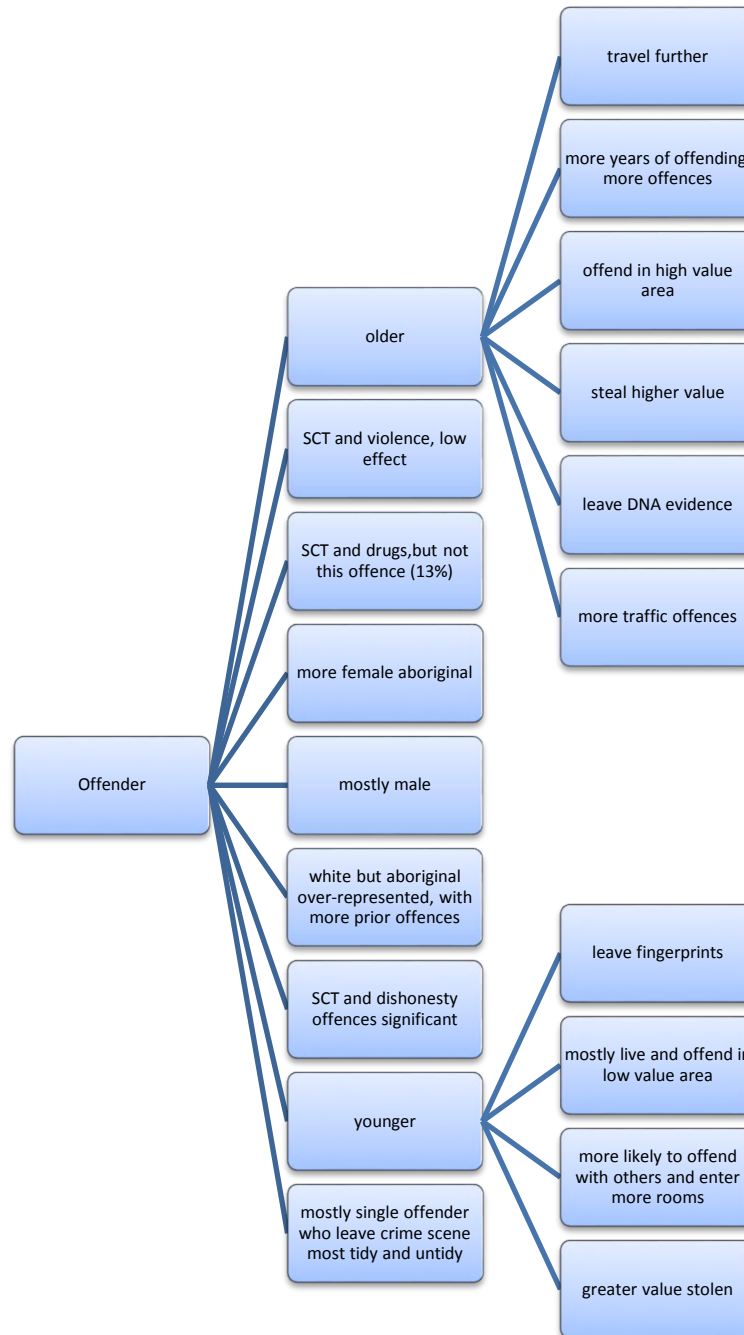 Offender
older
SCT and violence, low
effect
SCT and drugs,but not
this offence (13%)
more female aboriginal
mostly male
white but aboriginal
over-represented, with
more prior offences
SCT and dishonesty
offences significant
younger
mostly single offender
who leave crime scene
most tidy and untidy
travel further
more years of offending
more offences
offend in high value
area
steal higher value
leave DNA evidence
more traffic offences
leave fingerprints
mostly live and offend in
low value area
more likely to offend
with others and enter
more rooms
greater value stolen